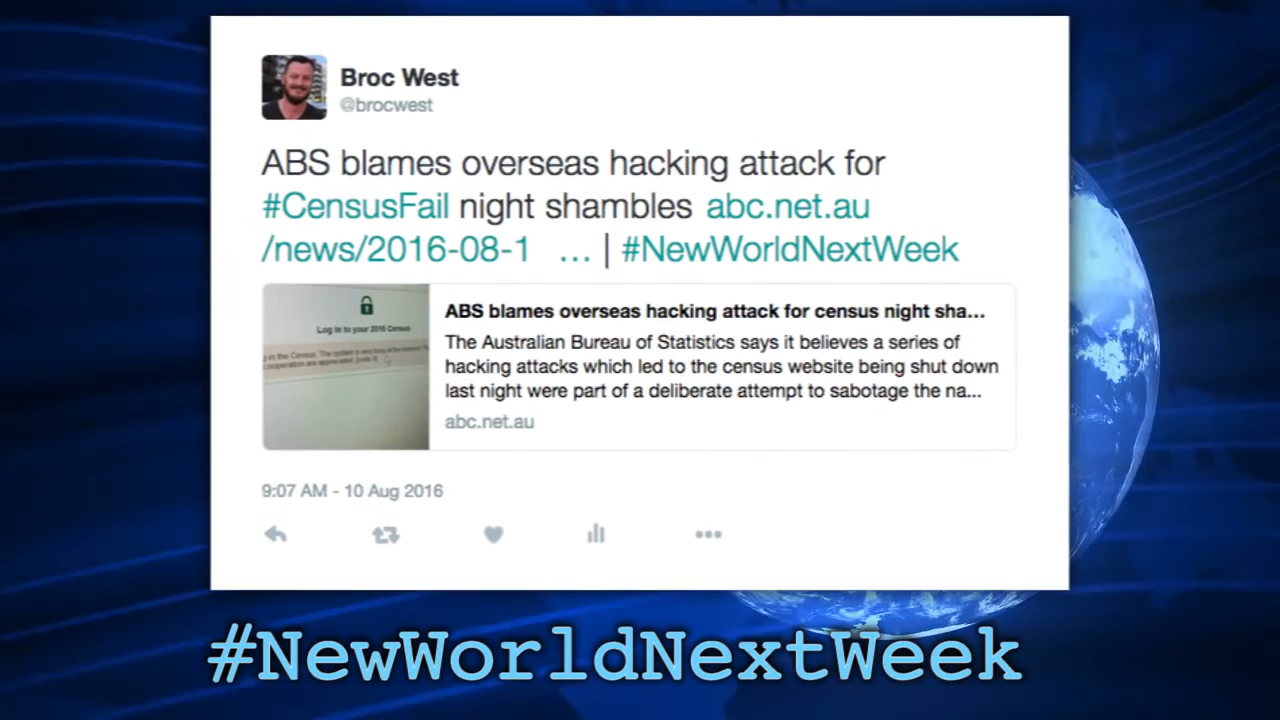 Broc West
@brocwest
ABS blames overseas hacking attack for
#CensusFail night shambles abc.net.au
/news/2016-08-1 … | #NewWorldNextWeek
Log in to your 2016 Census
ABS blames overseas hacking attack for census night sha...
The Australian Bureau of Statistics says it believes a series of
hacking attacks which led to the census website being shut down
last night were part of a deliberate attempt to sabotage the na...
abc.net.au
9:07 AM - 10 Aug 2016
#NewWorldNextWeek